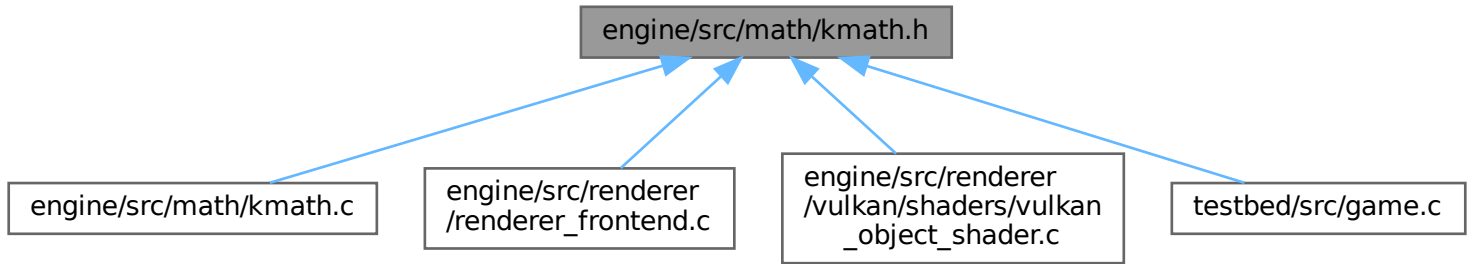 engine/src/math/kmath.h
engine/src/math/kmath.c
engine/src/renderer
/renderer_frontend.c
engine/src/renderer
/vulkan/shaders/vulkan
_object_shader.c
testbed/src/game.c